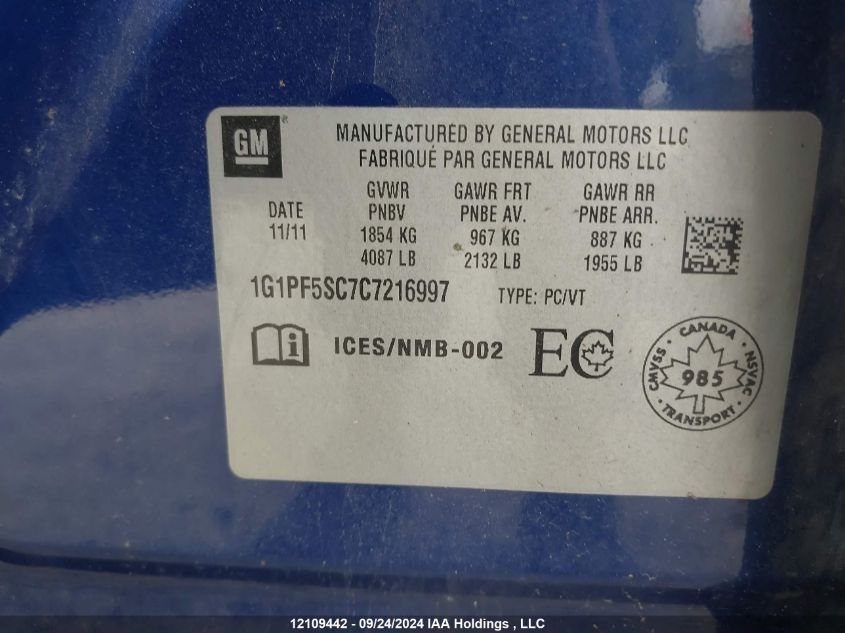 GM
MANUFACTURED BY GENERAL MOTORS LLC
FABRIQUÉ PAR GENERAL MOTORS LLC
DATE
11/11
GVWR
PNBV
1854 KG
4087 LB
GAWR FRT
PNBE AV.
967 KG
2132 LB
GAWR RR
PNBE ARR.
887 KG
1955 LB
1G1PF5SC7C7216997 TYPE: PC/VT
i ICES/NMB-002 EC
CANADA
CMVSS 985 NSVAC
TRANSPORT
12109442 - 09/24/2024 IAA Holdings , LLC